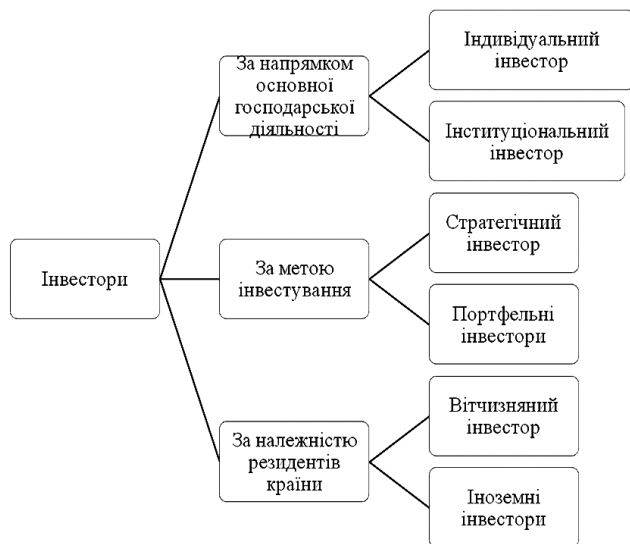 Інвестори
За напрямком
основної
господарської
діяльності
Індивідуальний
інвестор
Інституціональний
інвестор
За метою
інвестування
Стратегічний
інвестор
Портфельні
інвестори
За належністю
резидентів
країни
Вітчизняний
інвестор
Іноземні
інвестори